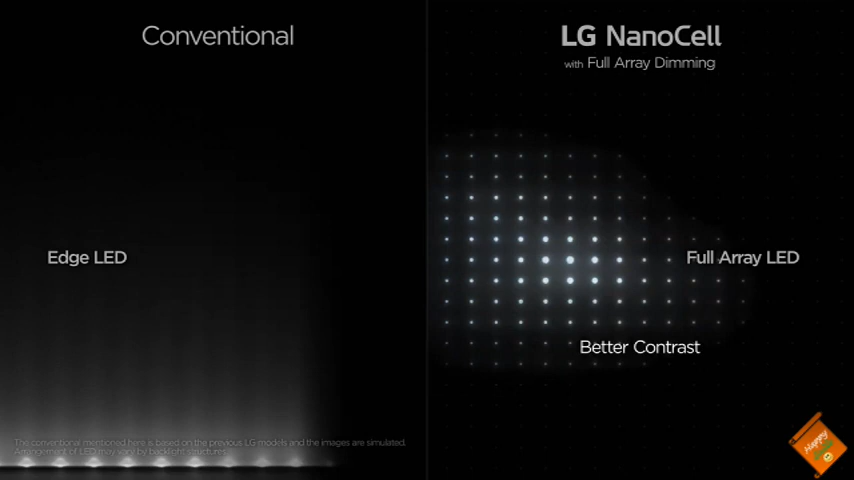 Conventional
LG NanoCell
with Full Array Dimming
Edge LED
Full Array LED
Better Contrast
The conventional mentioned here is based on the previous LG models and the images are simulated.
Arrangement of LED may vary by backlight structures.
Happy